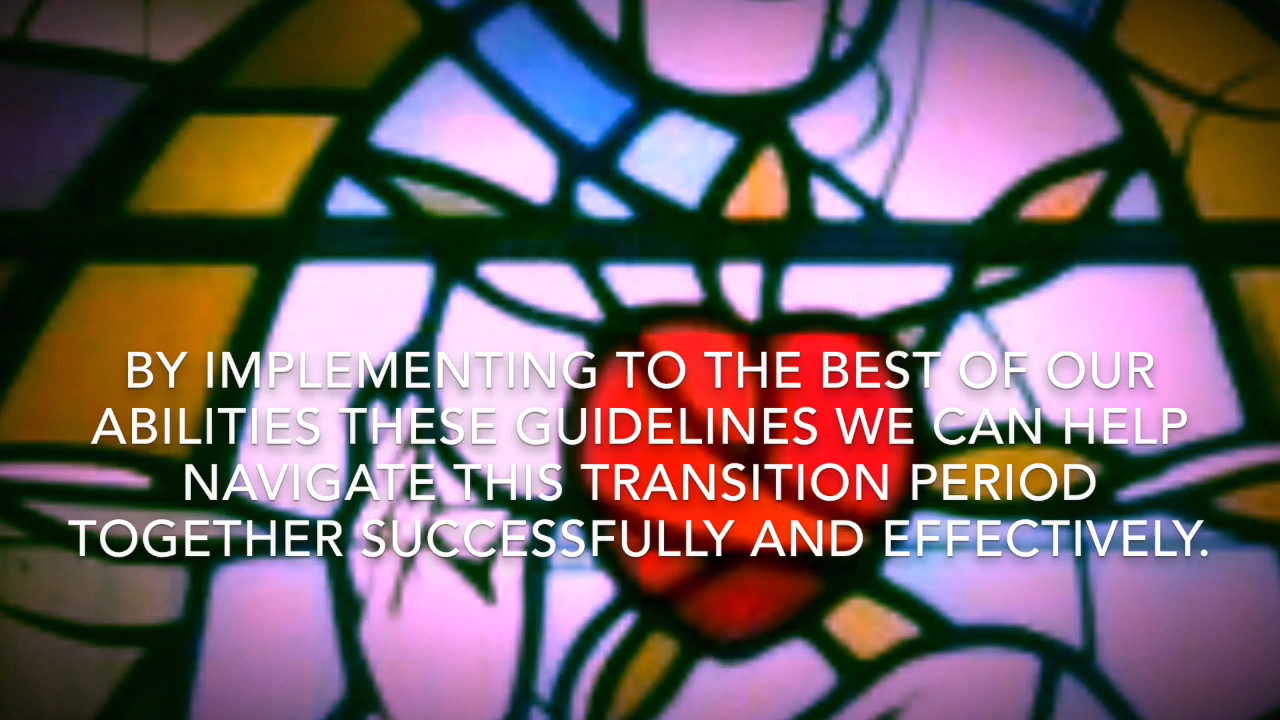 BY IMPLEMENTING TO THE BEST OF OUR
ABILITIES THESE GUIDELINES WE CAN HELP
NAVIGATE THIS TRANSITION PERIOD
TOGETHER SUCCESSFULLY AND EFFECTIVELY.